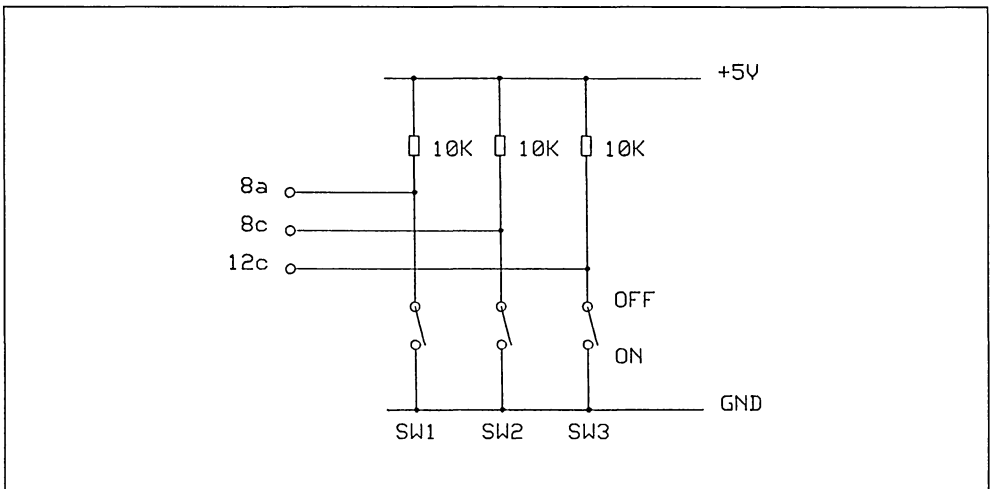 +5V
10K 10K 10K
8a
8c
12c
OFF
ON
GND
SW1 SW2 SW3